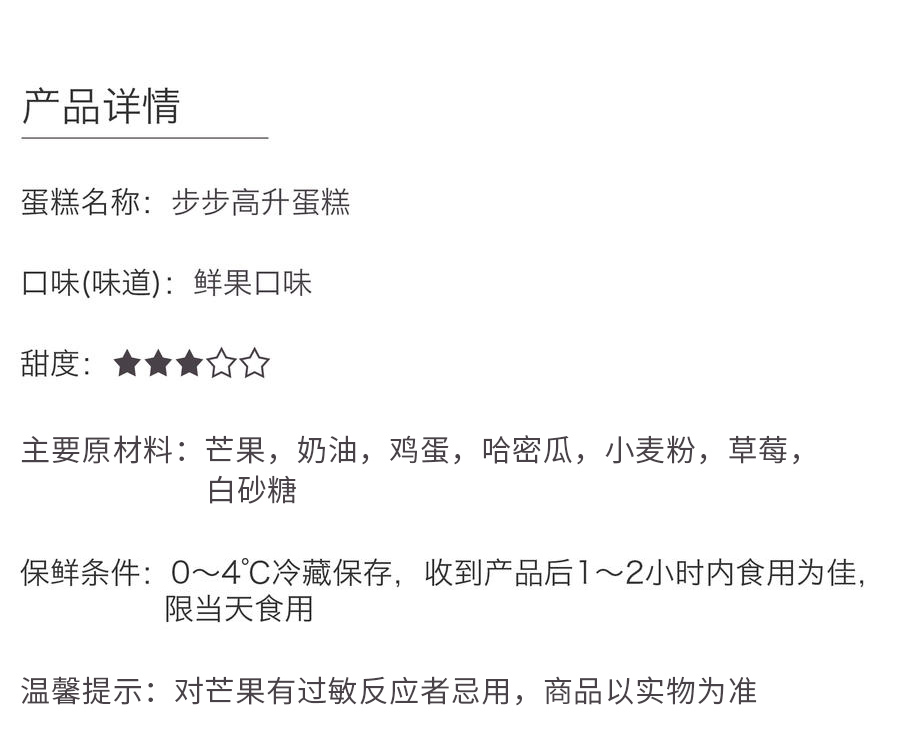 产品详情
蛋糕名称：步步高升蛋糕
口味(味道)：鲜果口味
甜度：★★★☆☆
主要原材料：芒果，奶油，鸡蛋，哈密瓜，小麦粉，草莓，
白砂糖
保鲜条件：0～4℃冷藏保存，收到产品后1～2小时内食用为佳，
限当天食用
温馨提示：对芒果有过敏反应者忌用，商品以实物为准